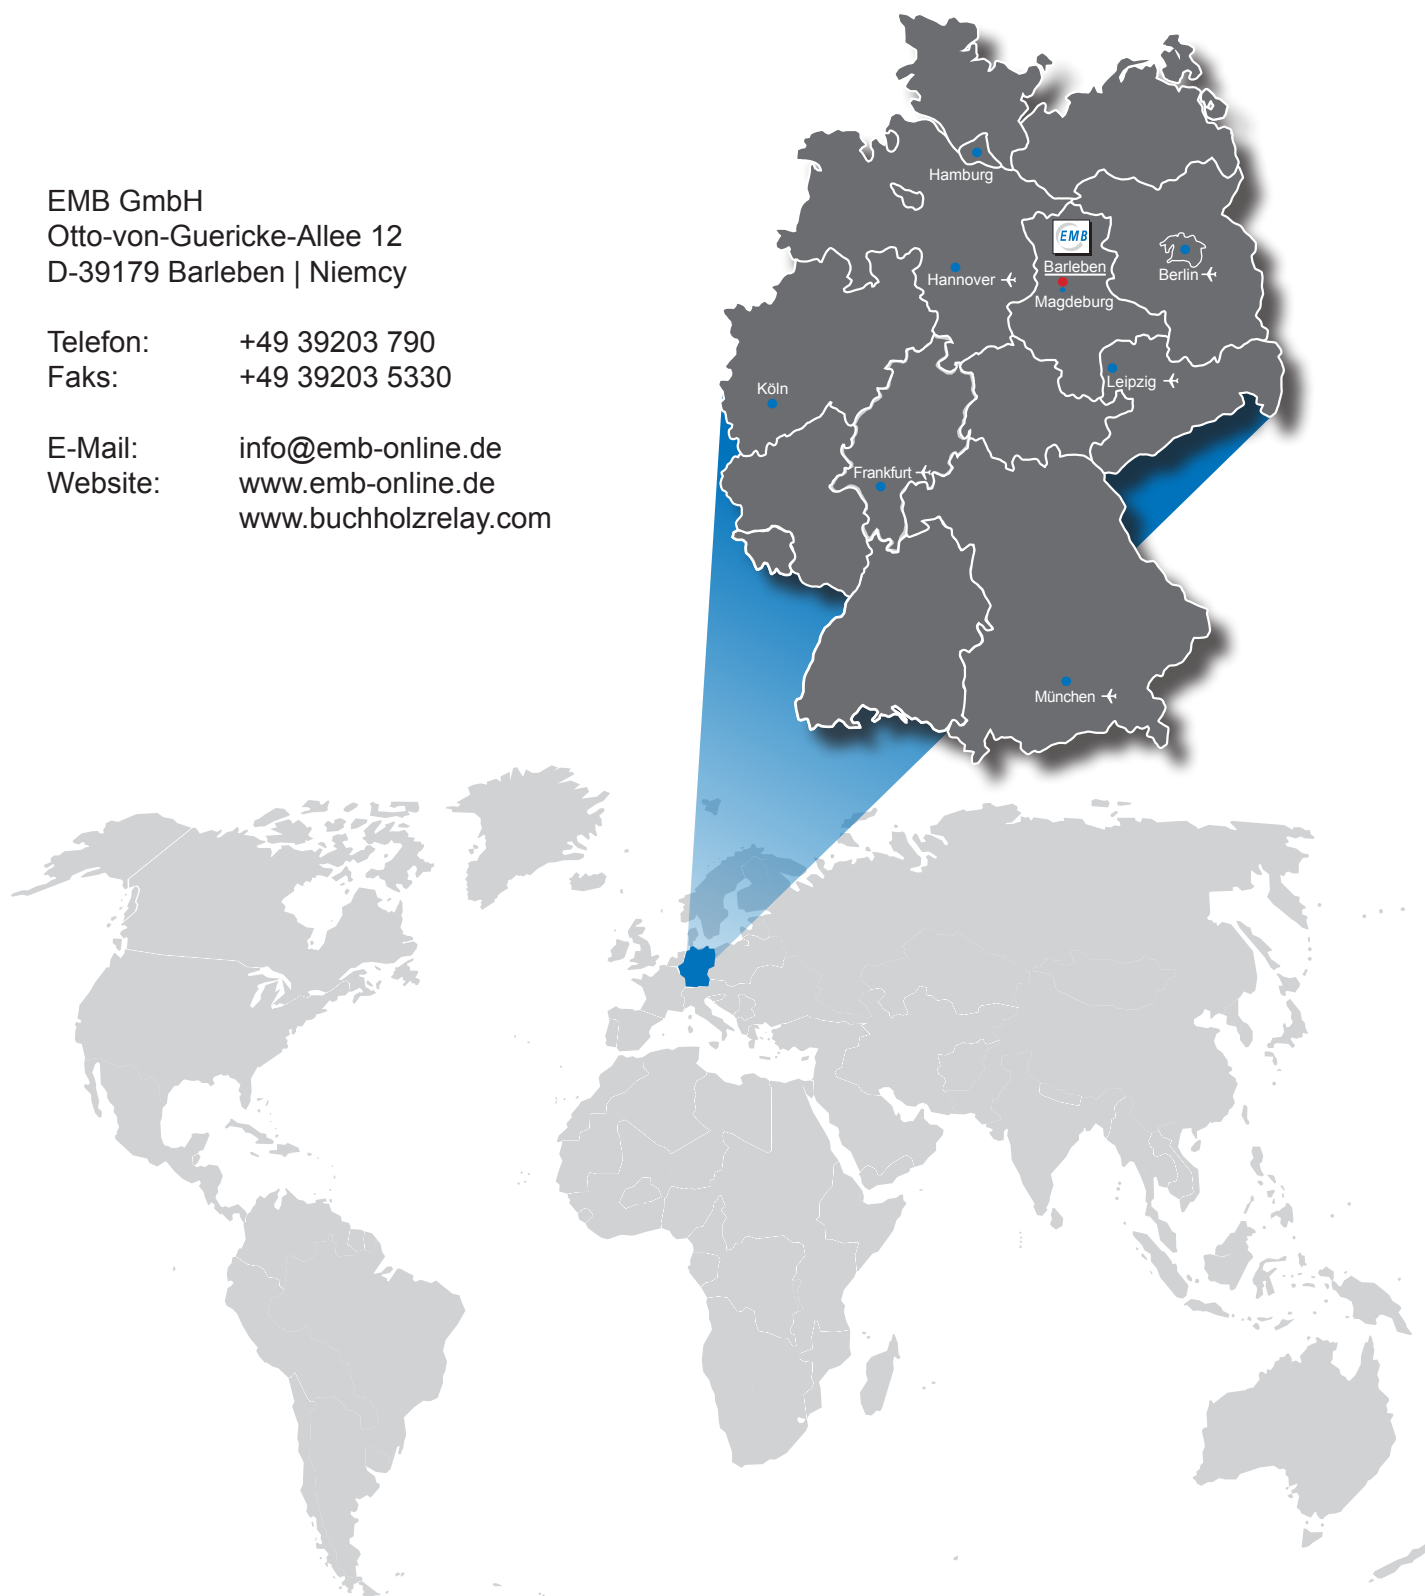 EMB GmbH
Otto-von-Guericke-Allee 12
D-39179 Barleben | Niemcy
Telefon: +49 39203 790
Faks: +49 39203 5330
E-Mail: info@emb-online.de
Website: www.emb-online.de
www.buchholzrelay.com
Hamburg
EMB
Barleben
Hannover
Berlin
Magdeburg
Leipzig
Köln
Frankfurt
München